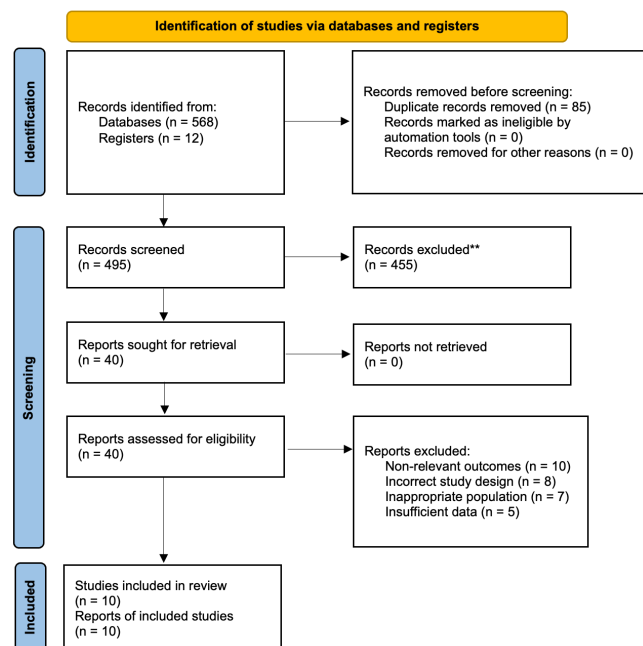 Identification of studies via databases and registers
Identification
Records identified from:
Databases (n = 568)
Registers (n = 12)
Records removed before screening:
Duplicate records removed (n = 85)
Records marked as ineligible by
automation tools (n = 0)
Records removed for other reasons (n = 0)
Screening
Records screened
(n = 495)
Records excluded**
(n = 455)
Reports sought for retrieval
(n = 40)
Reports not retrieved
(n = 0)
Reports assessed for eligibility
(n = 40)
Reports excluded:
Non-relevant outcomes (n = 10)
Incorrect study design (n = 8)
Inappropriate population (n = 7)
Insufficient data (n = 5)
Included
Studies included in review
(n = 10)
Reports of included studies
(n = 10)